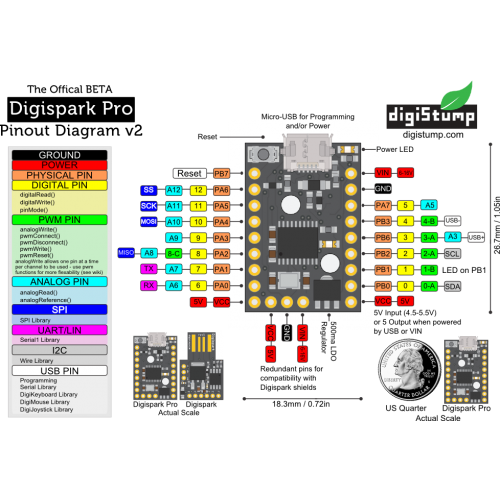 The Offical BETA
Digispark Pro
Pinout Diagram v2
digistump
digistump.com
Micro-USB for Programming
and/or Power
Reset
Power LED
GROUND
POWER
PHYSICAL PIN
DIGITAL PIN
digitalRead()
digitalWrite()
pinMode()
PWM PIN
analogWrite()
pwmConnect()
pwmDisconnect()
pwmWrite()
pwmReset()
analogWrite allows one pin at a time
per channel to be used - use pwm
functions for more flexability (see wiki)
ANALOG PIN
analogRead()
analogReference()
SPI
SPI Library
UART/LIN
Serial1 Library
I2C
Wire Library
USB PIN
Programming
Serial Library
DigiKeyboard Library
DigiMouse Library
DigiJoystick Library
Reset PB7
SS A12 12 PA6
SCK A11 11 PA5
MOSI A10 10 PA4
A9 9 PA3
MISO A8 8-C 8 PA2
TX A7 7 PA1
RX A6 6 PA0
5V VCC
VIN
GND
PA7 5 A5
PB3 4 4-B USB-
PB6 3 3-A A3 USB+
PB2 2 2-A SCL
PB1 1 1-B LED on PB1
PB0 0 0-A SDA
VCC 5V
5V Input (4.5-5.5V)
or 5 Output when powered
by USB or VIN
VCC
5V
GND
VIN
500ma LDO
Regulator
Redundant pins for
compatibility with
Digispark shields
18.3mm / 0.72in
26.7mm / 1.05in
Digispark Pro
Digispark
Actual Scale
US Quarter
Digispark Pro
Actual Scale